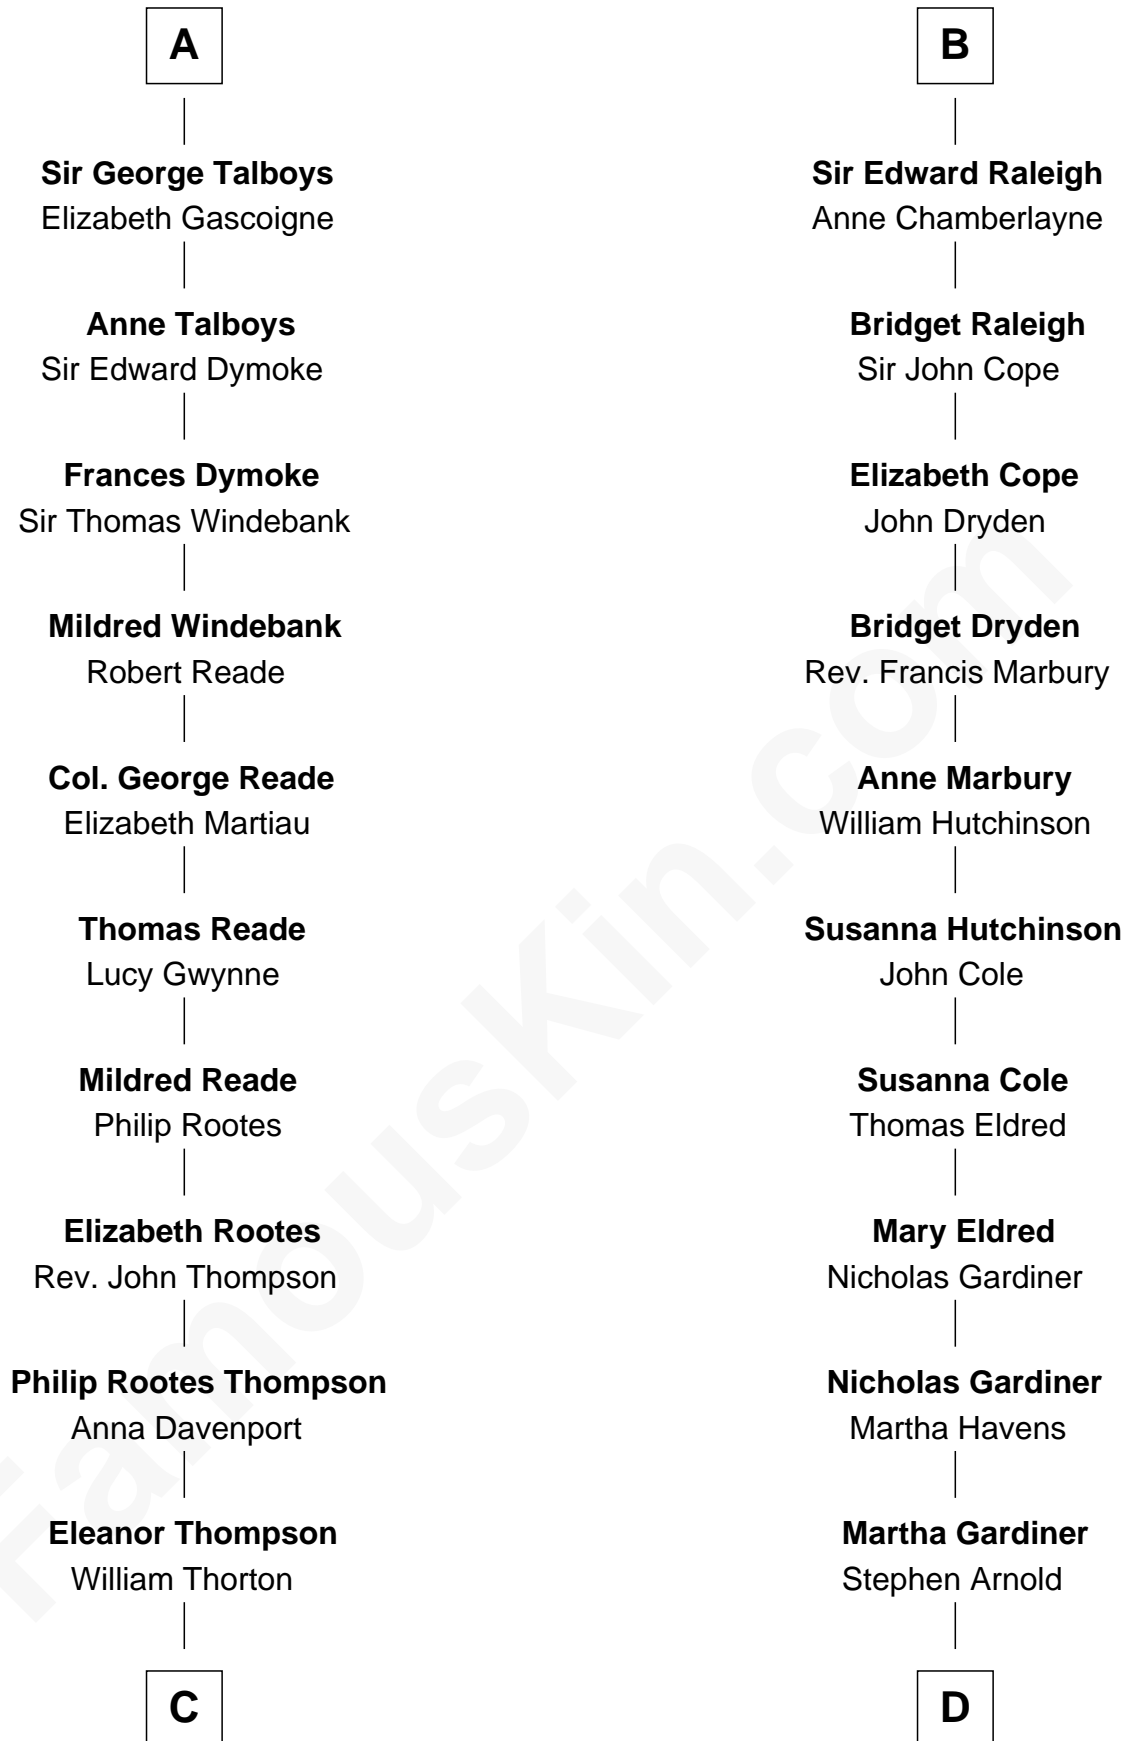 A
Sir George Talboys
Elizabeth Gascoigne
Anne Talboys
Sir Edward Dymoke
Frances Dymoke
Sir Thomas Windebank
Mildred Windebank
Robert Reade
Col. George Reade
Elizabeth Martiau
Thomas Reade
Lucy Gwynne
Mildred Reade
Philip Rootes
Elizabeth Rootes
Rev. John Thompson
Philip Rootes Thompson
Anna Davenport
Eleanor Thompson
William Thorton
C
B
Sir Edward Raleigh
Anne Chamberlayne
Bridget Raleigh
Sir John Cope
Elizabeth Cope
John Dryden
Bridget Dryden
Rev. Francis Marbury
Anne Marbury
William Hutchinson
Susanna Hutchinson
John Cole
Susanna Cole
Thomas Eldred
Mary Eldred
Nicholas Gardiner
Nicholas Gardiner
Martha Havens
Martha Gardiner
Stephen Arnold
D
FamousKin.com